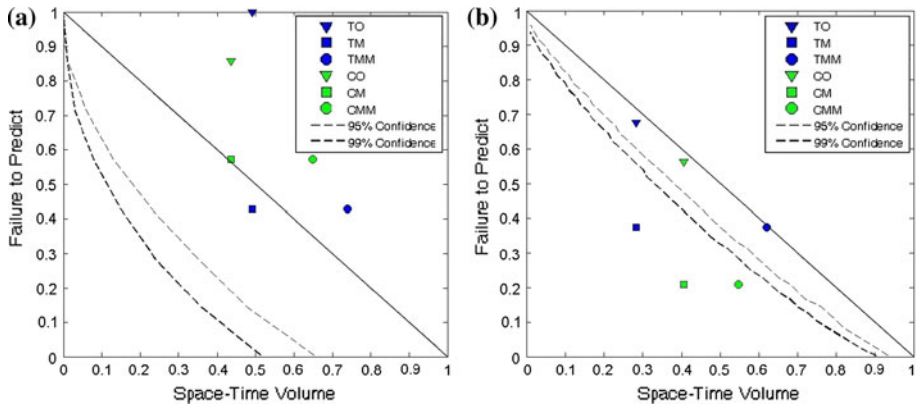 (a)
Failure to Predict
1
0.9
0.8
0.7
0.6
0.5
0.4
0.3
0.2
0.1
0
0 0.1 0.2 0.3 0.4 0.5 0.6 0.7 0.8 0.9 1
Space-Time Volume
TO
TM
TMM
CO
CM
CMM
95% Confidence
99% Confidence
(b)
Failure to Predict
1
0.9
0.8
0.7
0.6
0.5
0.4
0.3
0.2
0.1
0
0 0.1 0.2 0.3 0.4 0.5 0.6 0.7 0.8 0.9 1
Space-Time Volume
TO
TM
TMM
CO
CM
CMM
95% Confidence
99% Confidence